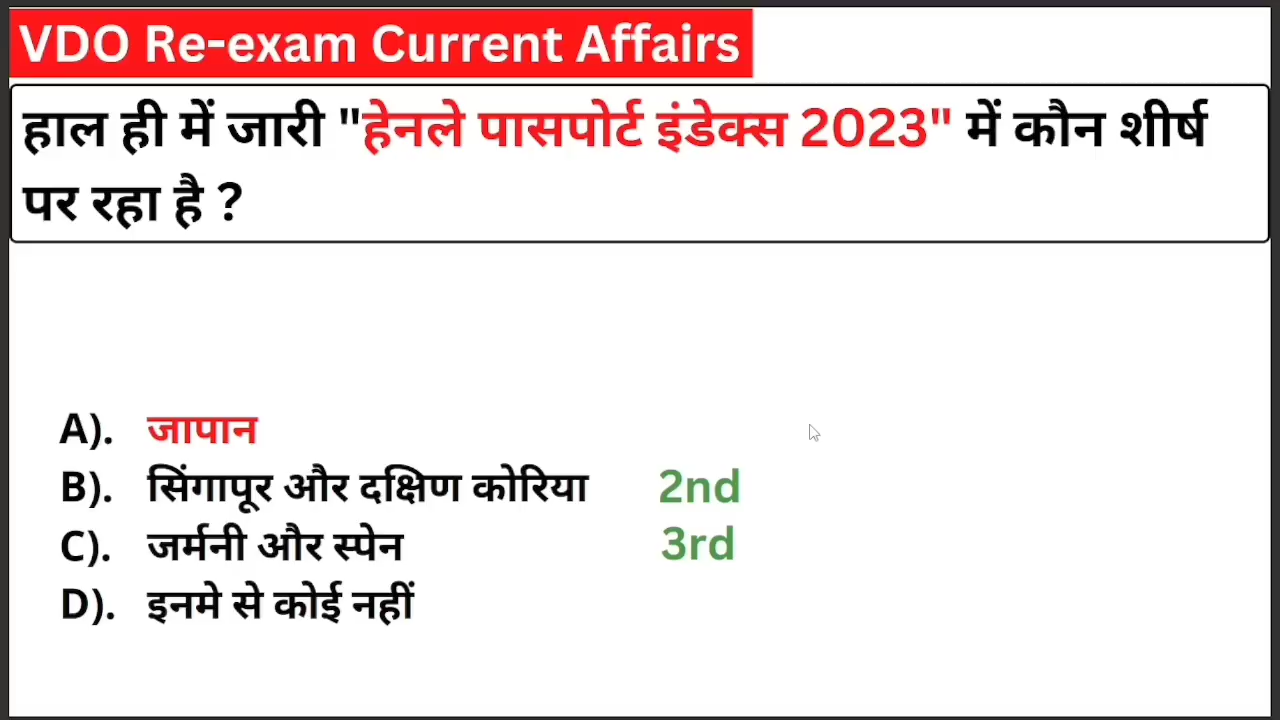 VDO Re-exam Current Affairs
हाल ही में जारी "हेनले पासपोर्ट इंडेक्स 2023" में कौन शीर्ष
पर रहा है ?
A). जापान
B). सिंगापूर और दक्षिण कोरिया 2nd
C). जर्मनी और स्पेन 3rd
D). इनमे से कोई नहीं